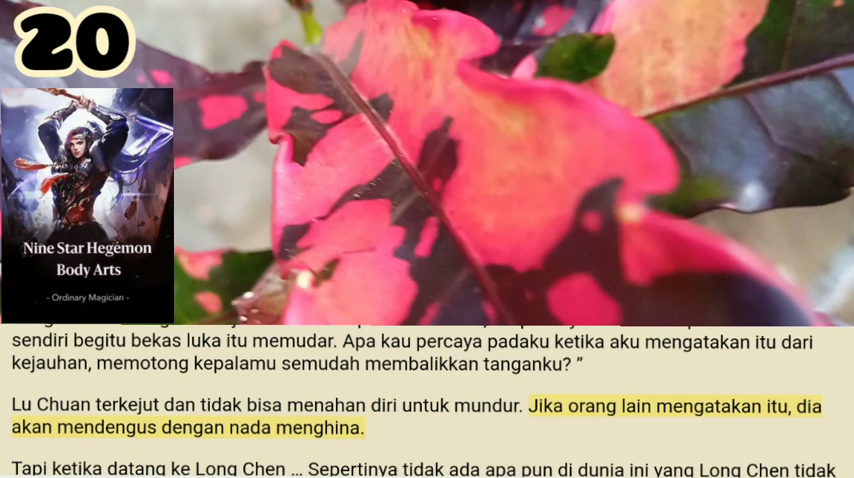 20
Nine Star Hegemon
Body Arts
- Ordinary Magician -
sendiri begitu bekas luka itu memudar. Apa kau percaya padaku ketika aku mengatakan itu dari
kejauhan, memotong kepalamu semudah membalikkan tanganku? ”
Lu Chuan terkejut dan tidak bisa menahan diri untuk mundur. Jika orang lain mengatakan itu, dia
akan mendengus dengan nada menghina.
Tapi ketika datang ke Long Chen ... Sepertinya tidak ada apa pun di dunia ini yang Long Chen tidak